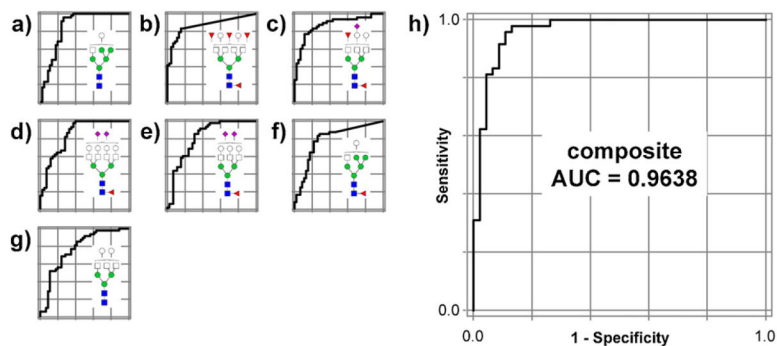 a)
b)
c)
d)
e)
f)
g)
h)
1.0
Sensitivity
composite
AUC = 0.9638
0.0
0.0
1 - Specificity
1.0